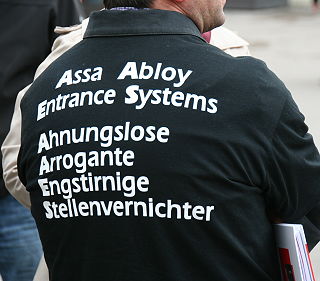 Assa Abloy
Entrance Systems
Ahnungslose
Arrogante
Engstirnige
Stellenvernichter